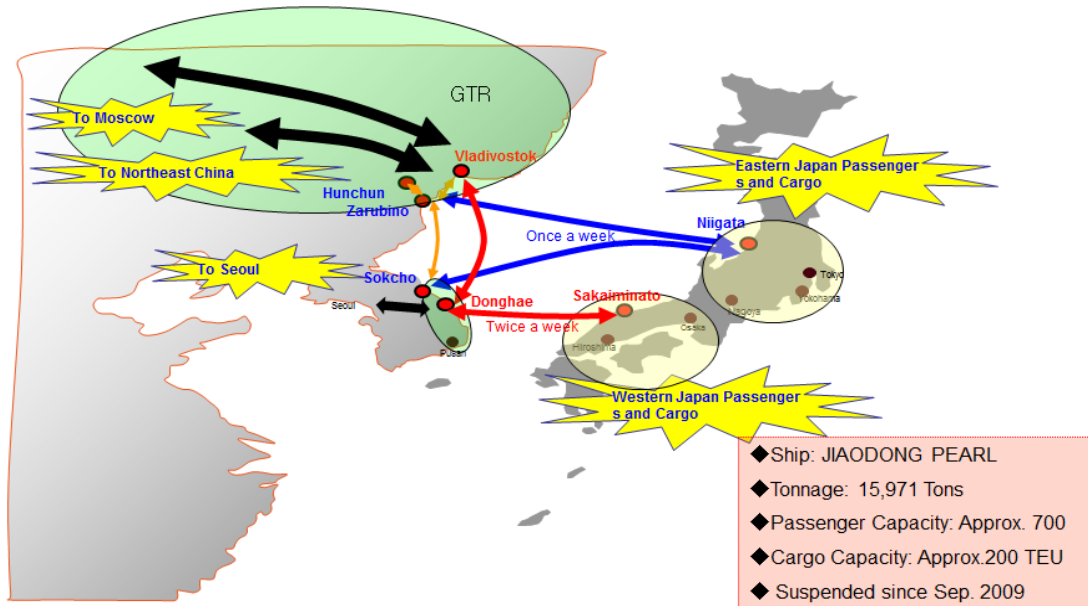 GTR
To Moscow
To Northeast China
Vladivostok
Hunchun
Zarubino
Eastern Japan Passenger
s and Cargo
Niigata
Once a week
To Seoul
Sokcho
Tokyo
Yokohama
Nagoya
Seoul
Donghae
Sakaiminato
Twice a week
Osaka
Hiroshima
Pusan
Western Japan Passenger
s and Cargo
◆Ship: JIAODONG PEARL
◆Tonnage: 15,971 Tons
◆Passenger Capacity: Approx. 700
◆Cargo Capacity: Approx.200 TEU
◆ Suspended since Sep. 2009